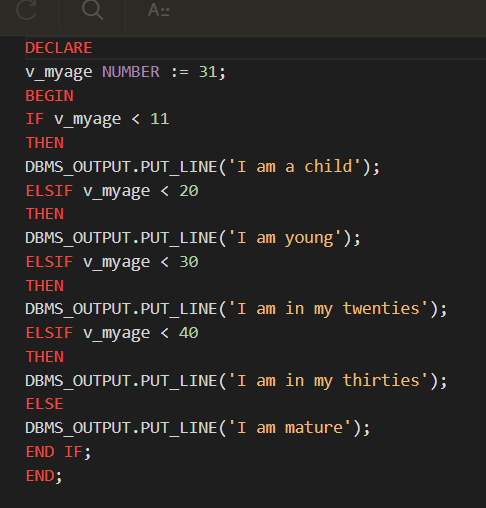 A
DECLARE
v_myage NUMBER := 31;
BEGIN
IF v_myage < 11
THEN
DBMS_OUTPUT.PUT_LINE('I am a child');
ELSIF v_myage < 20
THEN
DBMS_OUTPUT.PUT_LINE('I am young');
ELSIF v_myage < 30
THEN
DBMS_OUTPUT.PUT_LINE('I am in my twenties');
ELSIF v_myage < 40
THEN
DBMS_OUTPUT.PUT_LINE('I am in my thirties');
ELSE
DBMS_OUTPUT.PUT_LINE('I am mature');
END IF;
END;